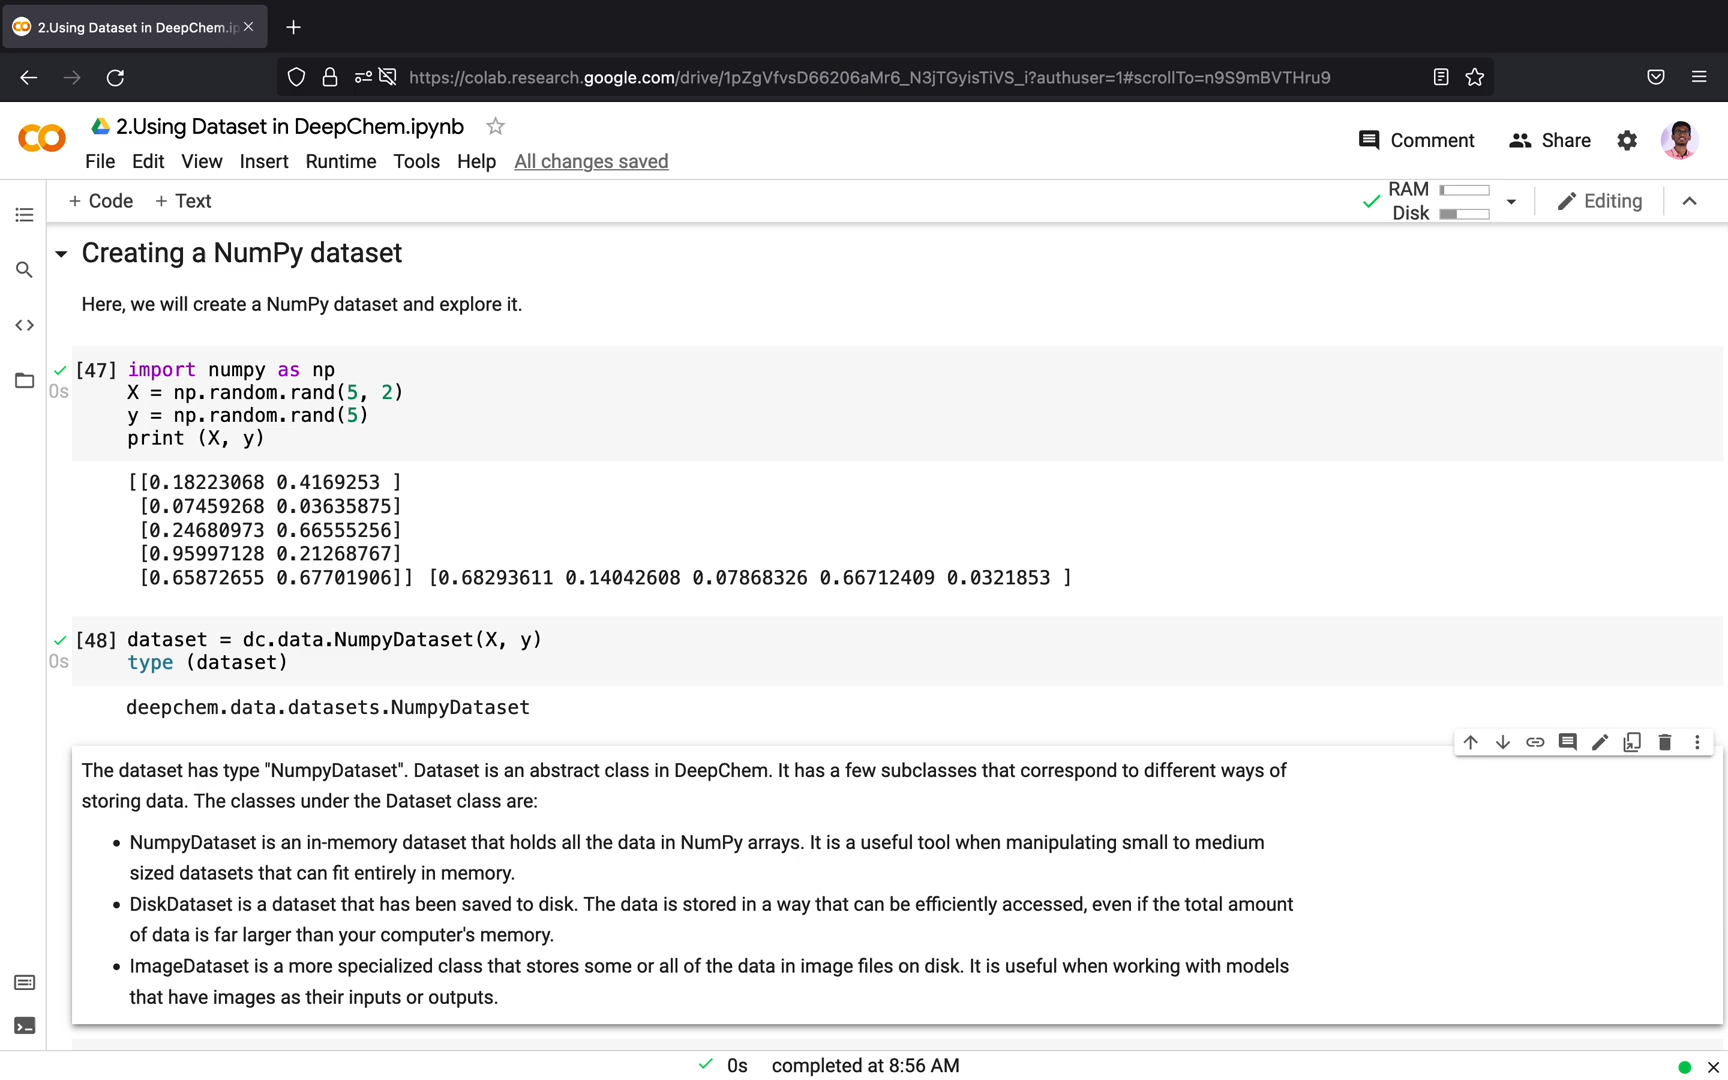 2.Using Dataset in DeepChem.ip
https://colab.research.google.com/drive/1pZgVfvsD66206aMr6_N3jTGyisTiVS_i?authuser=1#scrollTo=n9S9mBVTHru9
2.Using Dataset in DeepChem.ipynb
Comment Share
File Edit View Insert Runtime Tools Help All changes saved
+ Code + Text
RAM
Disk
Editing
Creating a NumPy dataset
Here, we will create a NumPy dataset and explore it.
[47] import numpy as np
0s
X = np.random.rand(5, 2)
y = np.random.rand(5)
print (X, y)
[[0.18223068 0.4169253 ]
[0.07459268 0.03635875]
[0.24680973 0.66555256]
[0.95997128 0.21268767]
[0.65872655 0.67701906]] [0.68293611 0.14042608 0.07868326 0.66712409 0.0321853 ]
[48] dataset = dc.data.NumpyDataset(X, y)
0s
type (dataset)
deepchem.data.datasets.NumpyDataset
The dataset has type "NumpyDataset". Dataset is an abstract class in DeepChem. It has a few subclasses that correspond to different ways of
storing data. The classes under the Dataset class are:
• NumpyDataset is an in-memory dataset that holds all the data in NumPy arrays. It is a useful tool when manipulating small to medium
sized datasets that can fit entirely in memory.
• DiskDataset is a dataset that has been saved to disk. The data is stored in a way that can be efficiently accessed, even if the total amount
of data is far larger than your computer's memory.
• ImageDataset is a more specialized class that stores some or all of the data in image files on disk. It is useful when working with models
that have images as their inputs or outputs.
0s completed at 8:56 AM